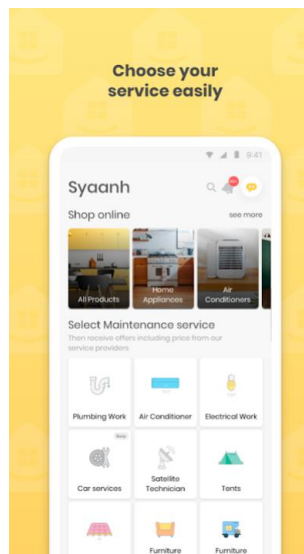 Choose your
service easily
9:41
Syaanh
Shop online
see more
All Products
Home
Appliances
Air
Conditioners
Select Maintenance service
Then receive offers including price from our
service providers
Plumbing Work
Air Conditioner
Electrical Work
Car services
Satellite
Technician
Tents
Furniture
Furniture